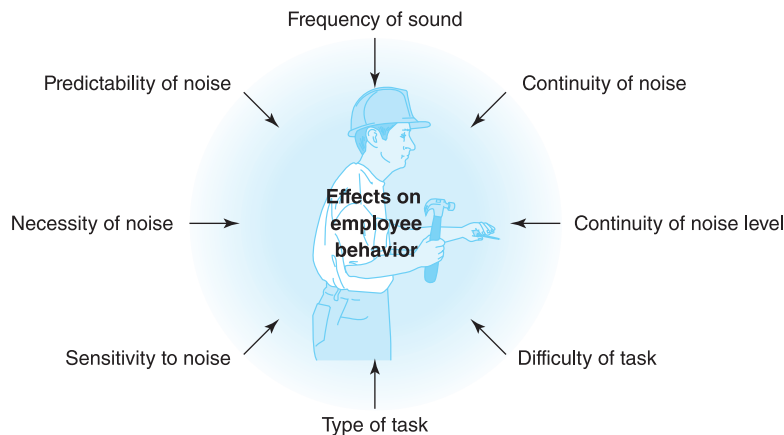 Frequency of sound
Predictability of noise
Continuity of noise
Effects on
employee
behavior
Necessity of noise
Continuity of noise level
Sensitivity to noise
Difficulty of task
Type of task